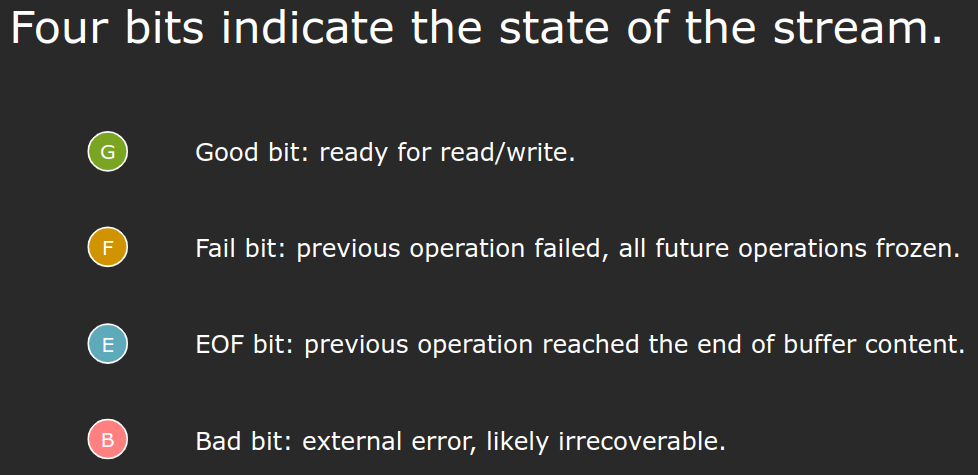 Four bits indicate the state of the stream.
G Good bit: ready for read/write.
F Fail bit: previous operation failed, all future operations frozen.
E EOF bit: previous operation reached the end of buffer content.
B Bad bit: external error, likely irrecoverable.